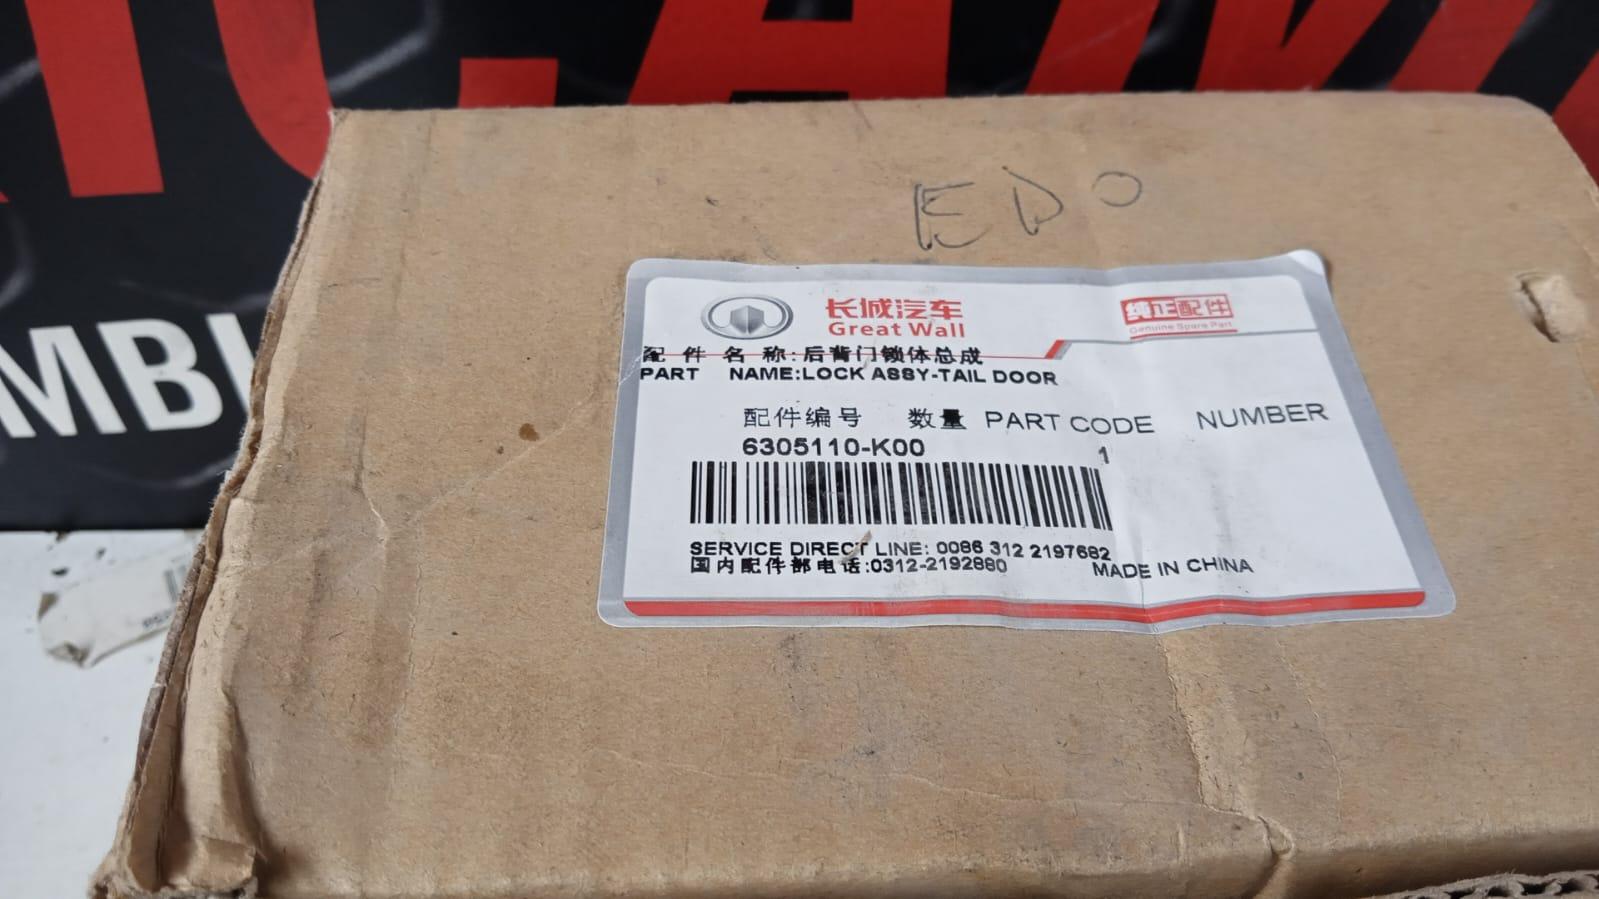 EDO
长城汽车
Great Wall
纯正配件
Genuine Spare Part
配 件 名 称:后背门锁体总成
PART NAME:LOCK ASSY-TAIL DOOR
配件编号 数量 PART CODE NUMBER
6305110-K00 1
SERVICE DIRECT LINE: 0086 312 2197682
国内配件部电话:0312-2192880
MADE IN CHINA